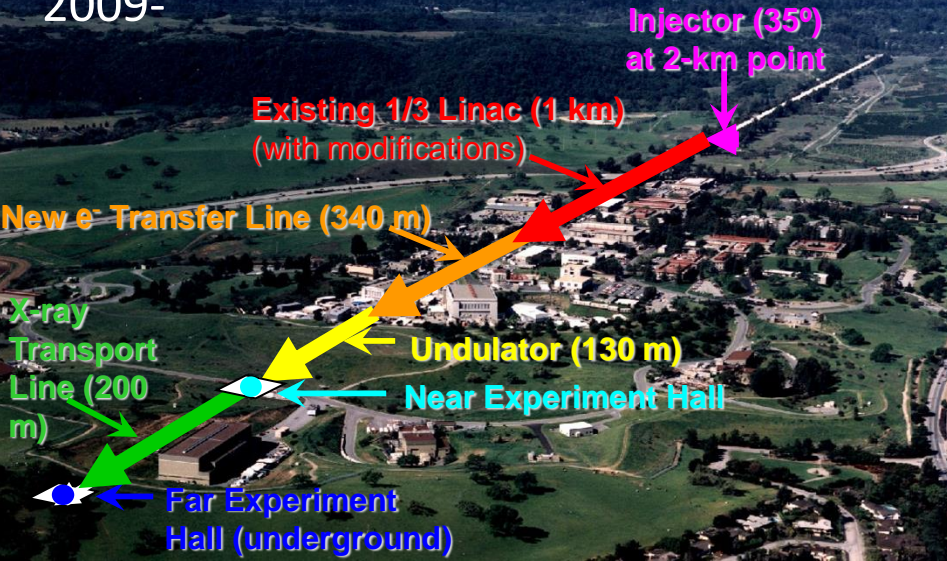 2009-
Injector (35º)
at 2-km point
Existing 1/3 Linac (1 km)
(with modifications)
New e⁻ Transfer Line (340 m)
X-ray
Transport
Line (200
m)
Undulator (130 m)
Near Experiment Hall
Far Experiment
Hall (underground)